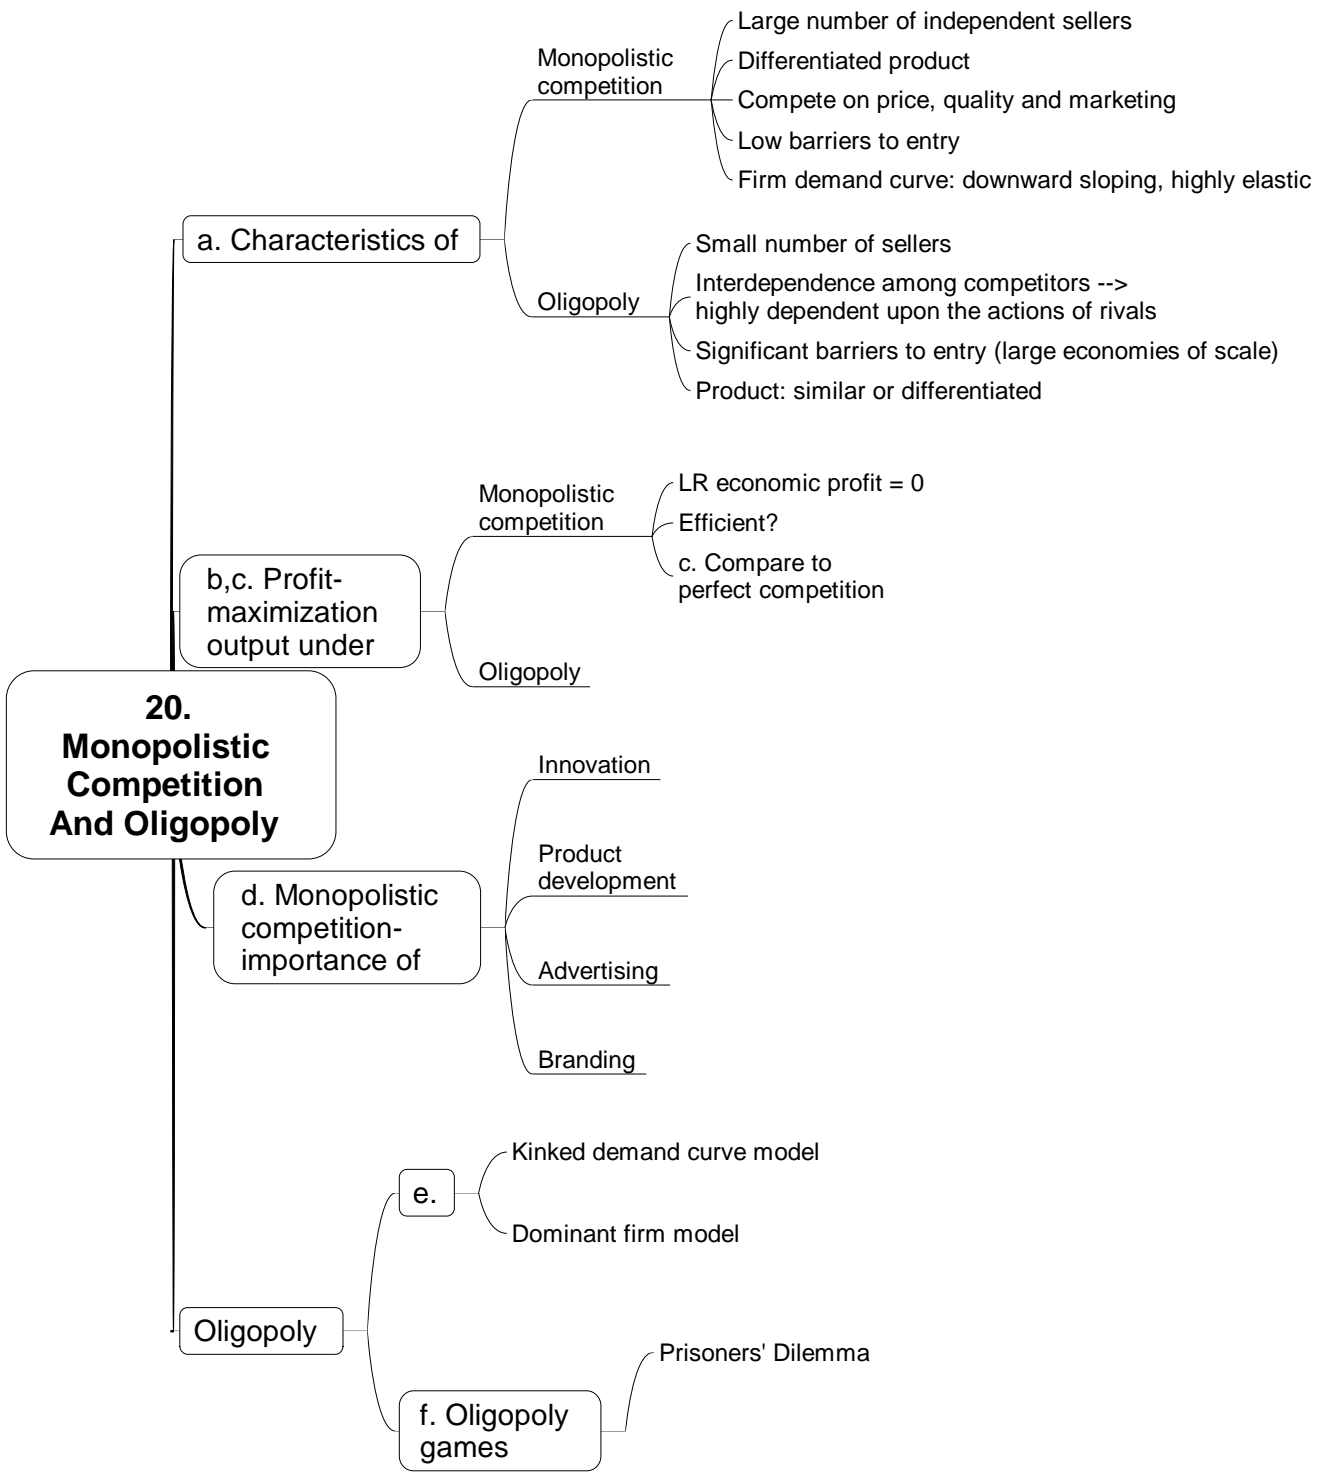 20.
Monopolistic
Competition
And Oligopoly
a. Characteristics of
Monopolistic
competition
Large number of independent sellers
Differentiated product
Compete on price, quality and marketing
Low barriers to entry
Firm demand curve: downward sloping, highly elastic
Oligopoly
Small number of sellers
Interdependence among competitors -->
highly dependent upon the actions of rivals
Significant barriers to entry (large economies of scale)
Product: similar or differentiated
b,c. Profit-
maximization
output under
Monopolistic
competition
LR economic profit = 0
Efficient?
c. Compare to
perfect competition
Oligopoly
d. Monopolistic
competition-
importance of
Innovation
Product
development
Advertising
Branding
Oligopoly
e.
Kinked demand curve model
Dominant firm model
f. Oligopoly
games
Prisoners' Dilemma